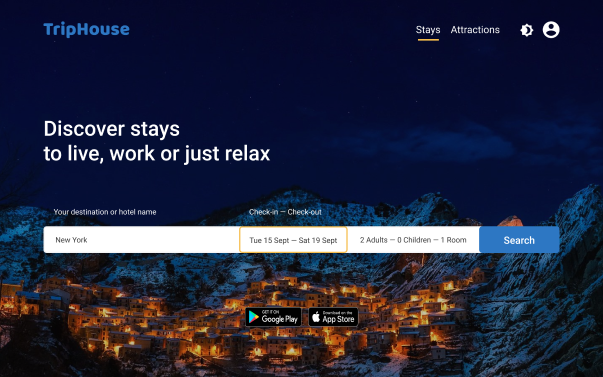 TripHouse
Stays Attractions
Discover stays
to live, work or just relax
Your destination or hotel name Check-in — Check-out
New York Tue 15 Sept — Sat 19 Sept 2 Adults — 0 Children — 1 Room Search
GET IT ON
Google Play
Download on the
App Store